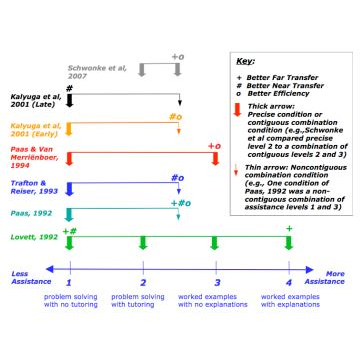 Schwonke et al,
2007
+o
Kalyuga et al,
2001 (Late)
#
o
Kalyuga et al,
2001 (Early)
#o
Paas & Van
Merriënboer,
1994
+o
Trafton &
Reiser, 1993
#o
Paas, 1992
+#o
Lovett, 1992
+#
+
Key:
+ Better Far Transfer
# Better Near Transfer
o Better Efficiency
Thick arrow:
Precise condition or
contiguous combination
condition (e.g.,Schwonke
et al compared precise
level 2 to a combination of
contiguous levels 2 and 3)
Thin arrow: Noncontiguous
combination condition
(e.g., One condition of
Paas, 1992 was a non-
contiguous combination of
assistance levels 1 and 3)
Less
Assistance
1
2
3
4
More
Assistance
problem solving
with no tutoring
problem solving
with tutoring
worked examples
with no explanations
worked examples
with explanations